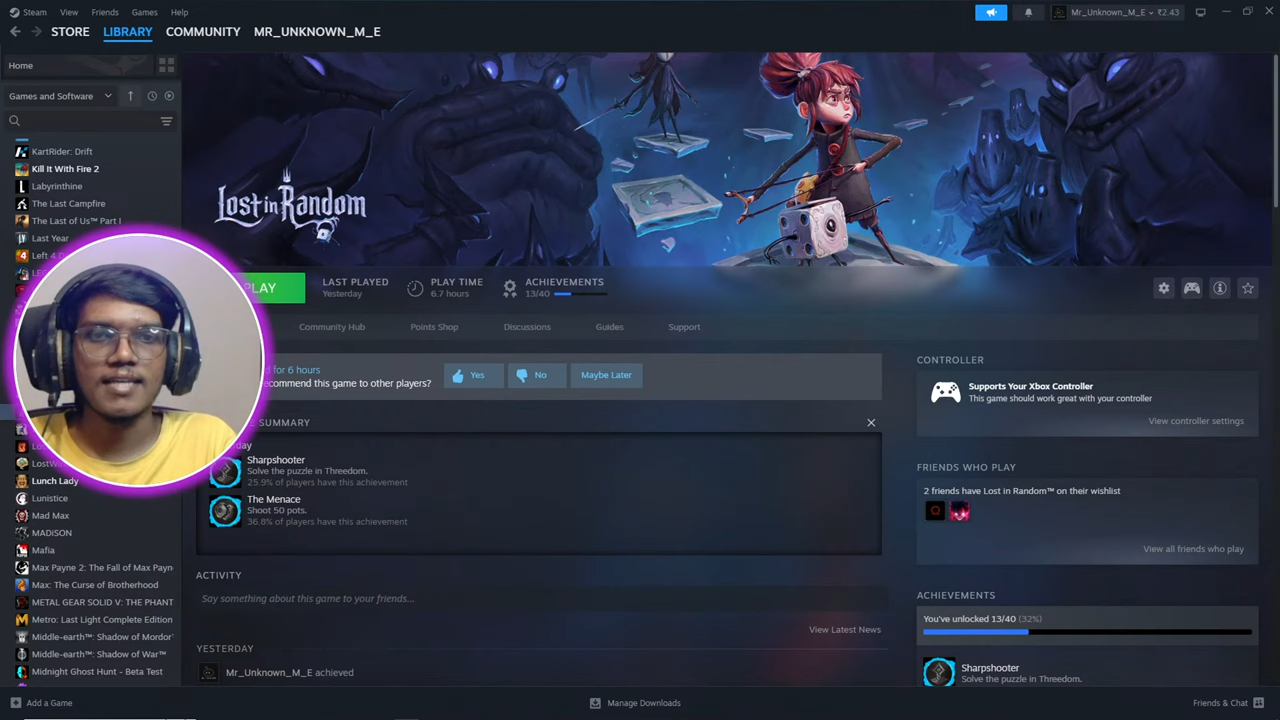 Steam View Friends Games Help
Mr_Unknown_M_E ₹2.43
STORE LIBRARY COMMUNITY MR_UNKNOWN_M_E
Home
Games and Software
KartRider: Drift
Kill It With Fire 2
Labyrinthine
The Last Campfire
The Last of Us™ Part I
Last Year
Left 4 D
LE
Lunch Lady
Lunistice
Mad Max
MADiSON
Mafia
Max Payne 2: The Fall of Max Payn
Max: The Curse of Brotherhood
METAL GEAR SOLID V: THE PHANT
Metro: Last Light Complete Edition
Middle-earth™: Shadow of Mordor
Middle-earth™: Shadow of War™
Midnight Ghost Hunt - Beta Test
Lost in Random
PLAY
LAST PLAYED
Yesterday
PLAY TIME
6.7 hours
ACHIEVEMENTS
13/40
Community Hub Points Shop Discussions Guides Support
d for 6 hours
ecommend this game to other players?
Yes No Maybe Later
SUMMARY
day
Sharpshooter
Solve the puzzle in Threedom.
25.9% of players have this achievement
The Menace
Shoot 50 pots.
36.8% of players have this achievement
ACTIVITY
Say something about this game to your friends...
View Latest News
YESTERDAY
Mr_Unknown_M_E achieved
CONTROLLER
Supports Your Xbox Controller
This game should work great with your controller
View controller settings
FRIENDS WHO PLAY
2 friends have Lost in Random™ on their wishlist
View all friends who play
ACHIEVEMENTS
You've unlocked 13/40 (32%)
Sharpshooter
Solve the puzzle in Threedom.
Add a Game
Manage Downloads
Friends & Chat